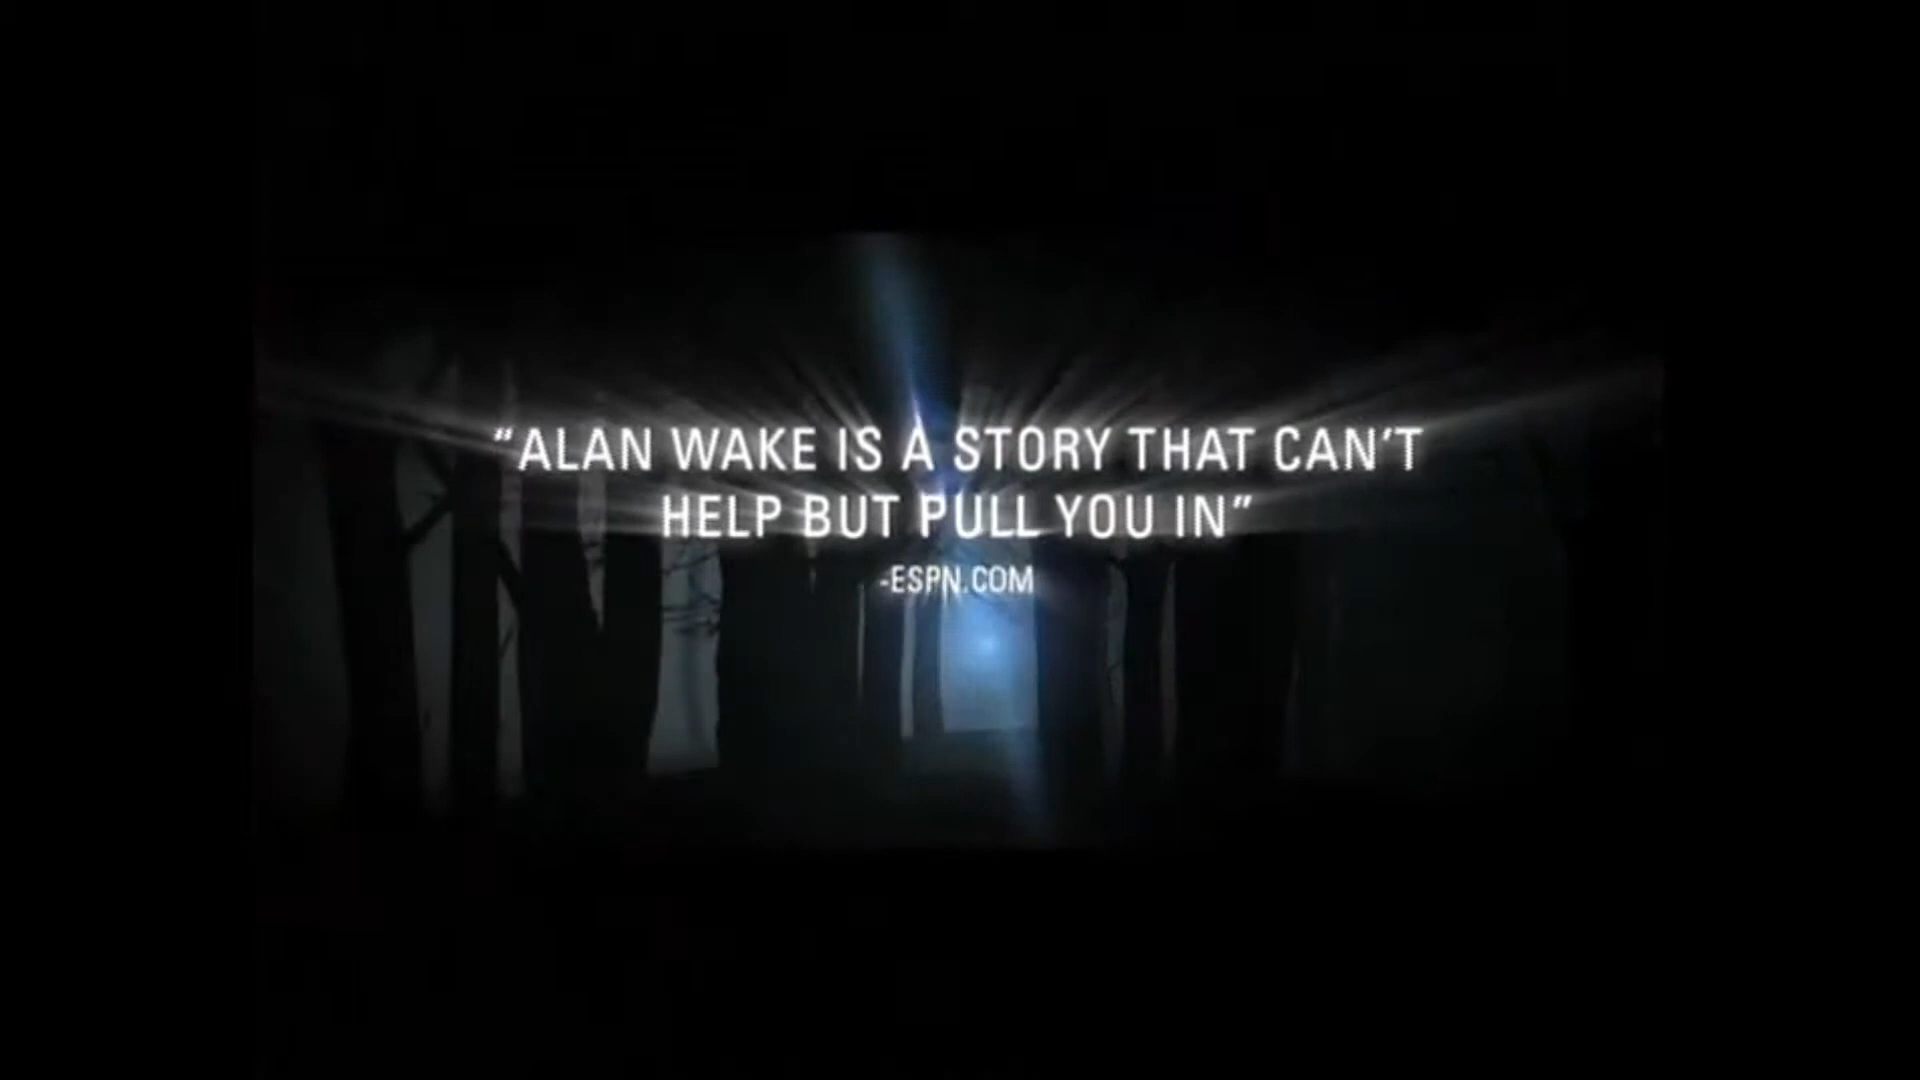 “ALAN WAKE IS A STORY THAT CAN’T
HELP BUT PULL YOU IN”
-ESPN.COM